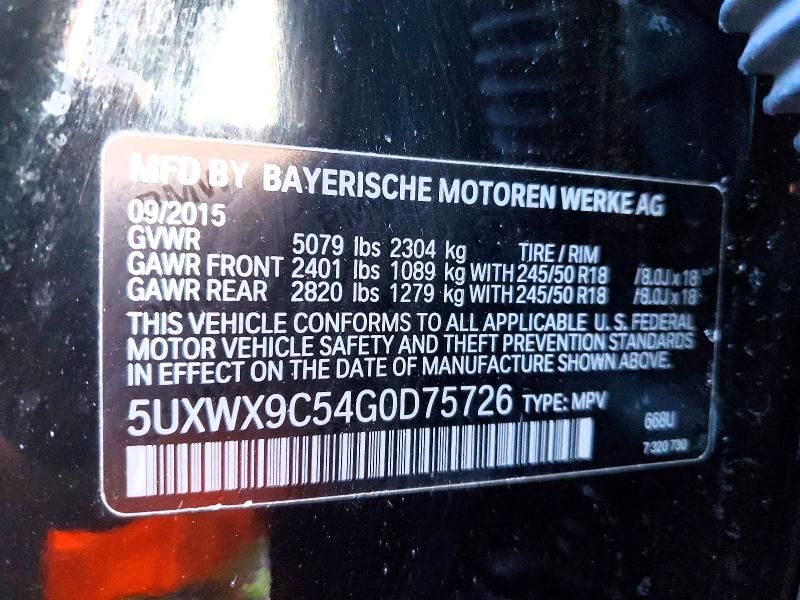 MFD BY BAYERISCHE MOTOREN WERKE AG
09/2015
GVWR 5079 lbs 2304 kg TIRE / RIM
GAWR FRONT 2401 lbs 1089 kg WITH 245/50 R18 /8.0J x 18
GAWR REAR 2820 lbs 1279 kg WITH 245/50 R18 /8.0J x 18
THIS VEHICLE CONFORMS TO ALL APPLICABLE U. S. FEDERAL
MOTOR VEHICLE SAFETY AND THEFT PREVENTION STANDARDS
IN EFFECT ON THE DATE OF MANUFACTURE SHOWN ABOVE.
5UXWX9C54G0D75726 TYPE: MPV
668U
7 320 730